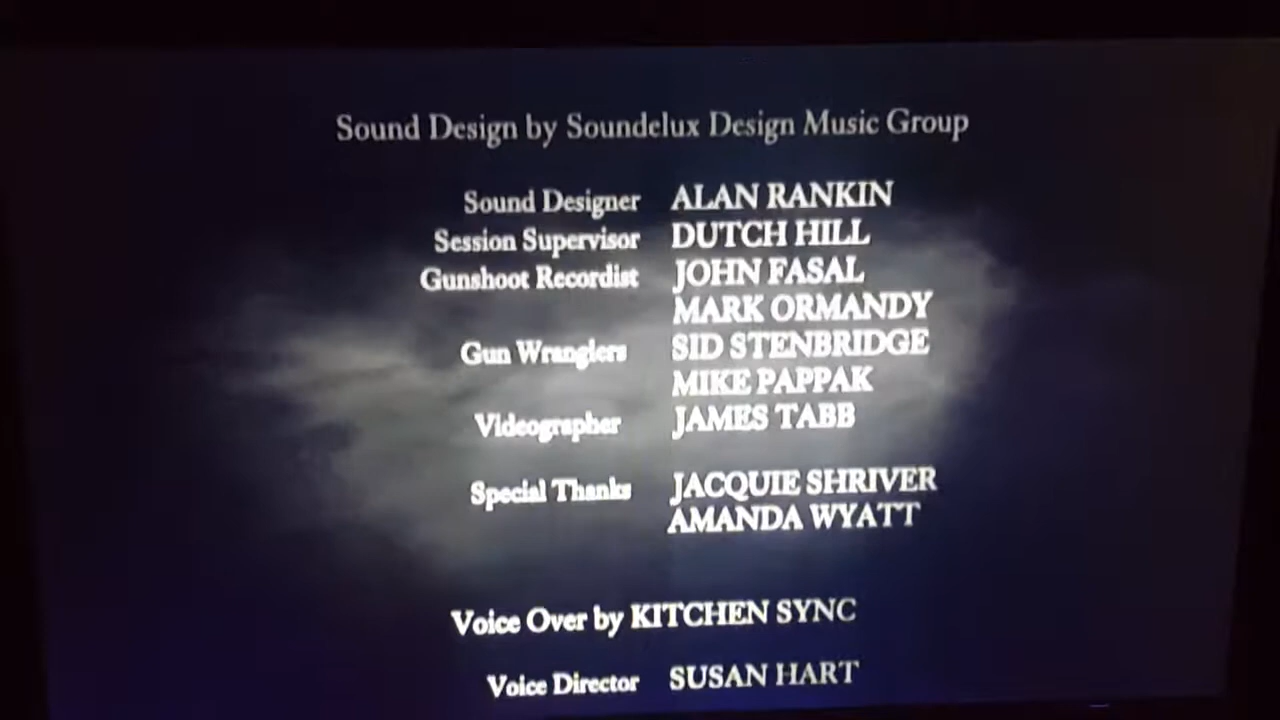 Sound Design by Soundelux Design Music Group
Sound Designer ALAN RANKIN
Session Supervisor DUTCH HILL
Gunshoot Recordist JOHN FASAL
MARK ORMANDY
Gun Wranglers SID STENBRIDGE
MIKE PAPPAK
Videographer JAMES TABB
Special Thanks JACQUIE SHRIVER
AMANDA WYATT
Voice Over by KITCHEN SYNC
Voice Director SUSAN HART